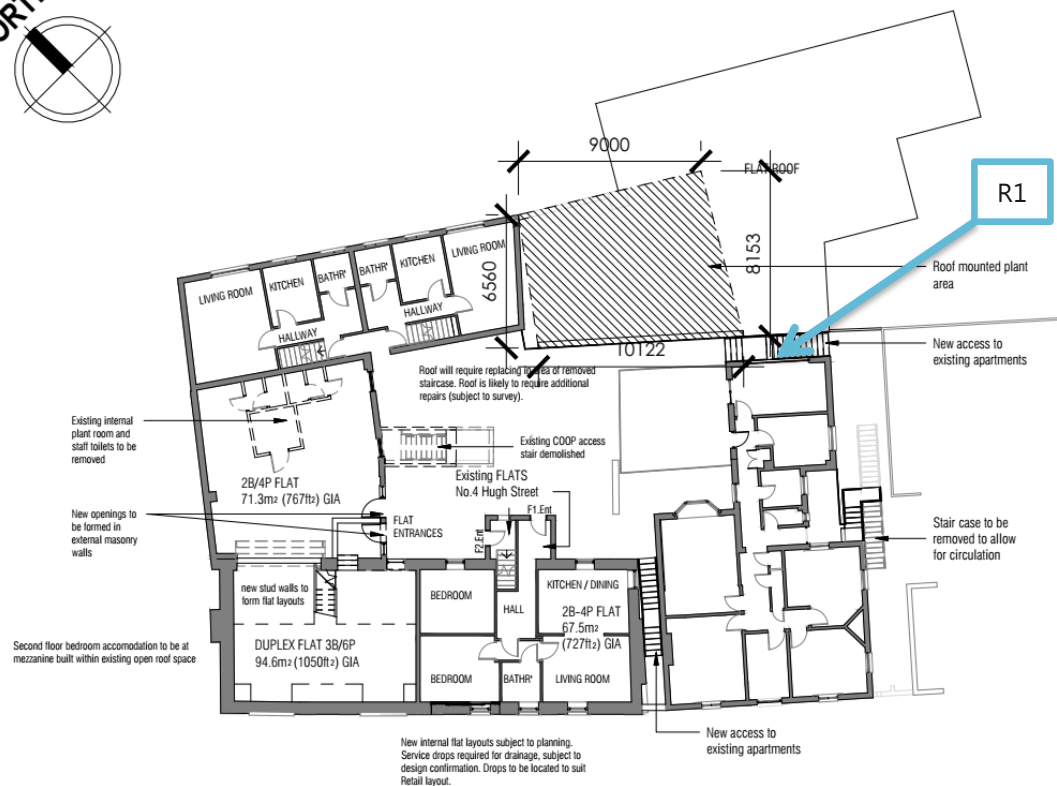 9000
FLAT ROOF
R1
8153
6560
Roof mounted plant
area
LIVING ROOM
KITCHEN
BATHR'
BATHR'
KITCHEN
LIVING ROOM
HALLWAY
HALLWAY
10122
New access to
existing apartments
Roof will require replacing in area of removed
staircase. Roof is likely to require additional
repairs (subject to survey).
Existing internal
plant room and
staff toilets to be
removed
Existing COOP access
stair demolished
2B/4P FLAT
71.3m² (767ft²) GIA
Existing FLATS
No.4 Hugh Street
New openings to
be formed in
external masonry
walls
FLAT
ENTRANCES
F1.Ent
F2.Ent
Stair case to be
removed to allow
for circulation
new stud walls to
form flat layouts
BEDROOM
KITCHEN / DINING
HALL
2B-4P FLAT
67.5m²
(727ft²) GIA
Second floor bedroom accomodation to be at
mezzanine built within existing open roof space
DUPLEX FLAT 3B/6P
94.6m² (1050ft²) GIA
BEDROOM
BATHR'
LIVING ROOM
New access to
existing apartments
New internal flat layouts subject to planning.
Service drops required for drainage, subject to
design confirmation. Drops to be located to suit
Retail layout.